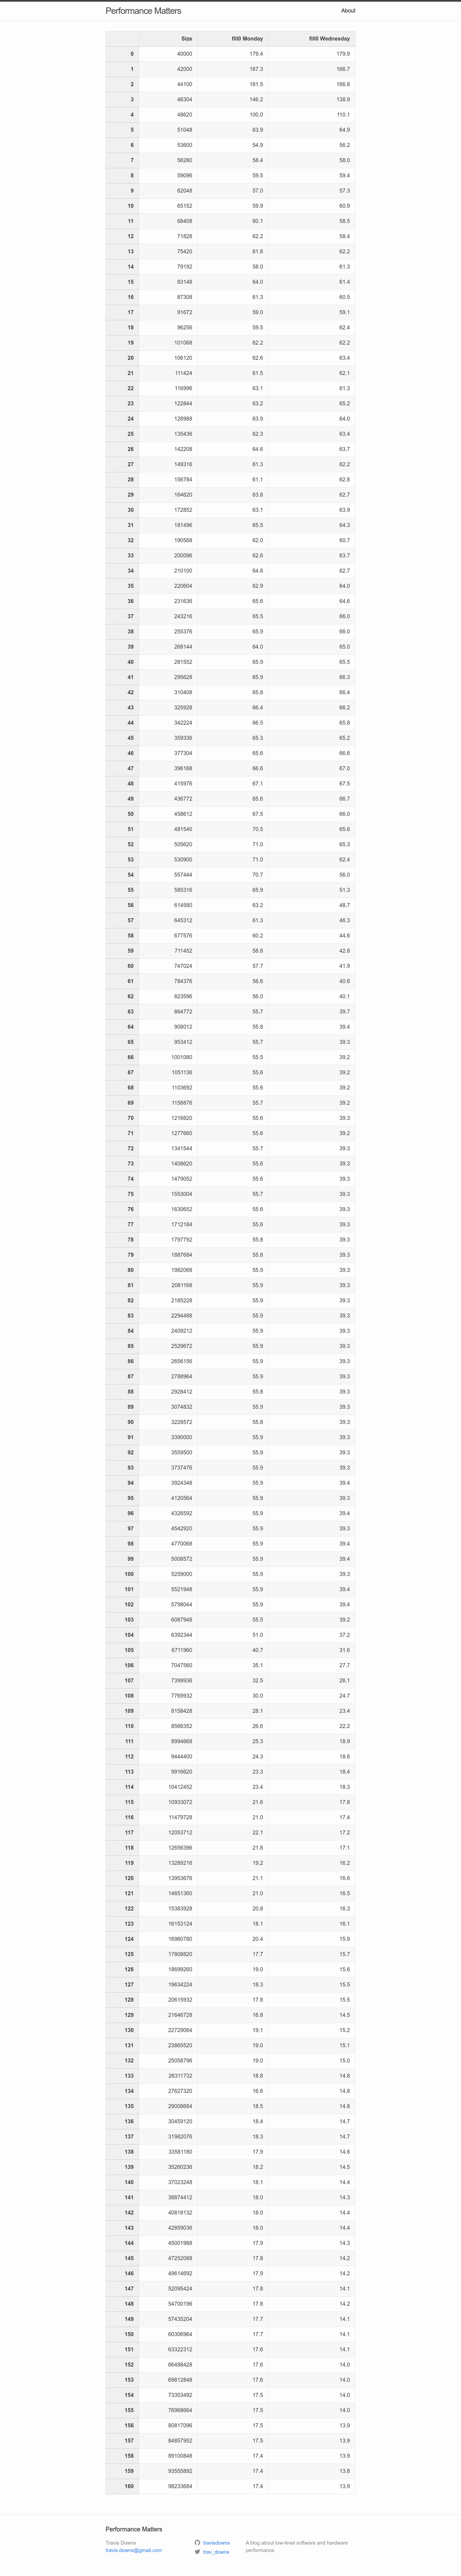 Performance Matters
About
Size fill0 Monday fill0 Wednesday
0 40000 179.4 179.9
1 42000 167.3 166.7
2 44100 161.5 166.8
3 46304 146.2 138.9
4 48620 100.0 110.1
5 51048 63.9 64.9
6 53600 54.9 56.2
7 56280 58.4 58.0
8 59096 59.5 59.4
9 62048 57.0 57.3
10 65152 59.9 60.9
11 68408 60.1 58.5
12 71828 62.2 58.4
13 75420 61.6 62.2
14 79192 58.0 61.3
15 83148 64.0 61.4
16 87308 61.3 60.5
17 91672 59.0 59.1
18 96256 59.5 62.4
19 101068 62.2 62.2
20 106120 62.6 63.4
21 111424 61.5 62.1
22 116996 63.1 61.3
23 122844 63.2 65.2
24 128988 63.9 64.0
25 135436 62.3 63.4
26 142208 64.6 63.7
27 149316 61.3 62.2
28 156784 61.1 62.8
29 164620 63.8 62.7
30 172852 63.1 63.9
31 181496 65.5 64.3
32 190568 62.0 60.7
33 200096 62.6 63.7
34 210100 64.8 62.7
35 220604 62.9 64.0
36 231636 65.6 64.6
37 243216 65.5 66.0
38 255376 65.9 66.0
39 268144 64.0 65.0
40 281552 65.9 65.5
41 295628 65.9 66.3
42 310408 65.8 66.4
43 325928 66.4 66.2
44 342224 66.5 65.8
45 359336 65.3 65.2
46 377304 65.6 66.6
47 396168 66.6 67.0
48 415976 67.1 67.5
49 436772 65.6 66.7
50 458612 67.5 66.0
51 481540 70.5 65.6
52 505620 71.0 65.3
53 530900 71.0 62.4
54 557444 70.7 56.0
55 585316 65.9 51.3
56 614580 63.2 48.7
57 645312 61.3 46.3
58 677576 60.2 44.6
59 711452 58.8 42.8
60 747024 57.7 41.9
61 784376 56.6 40.6
62 823596 56.0 40.1
63 864772 55.7 39.7
64 908012 55.8 39.4
65 953412 55.7 39.3
66 1001080 55.5 39.2
67 1051136 55.6 39.2
68 1103692 55.6 39.2
69 1158876 55.7 39.2
70 1216820 55.6 39.3
71 1277660 55.6 39.2
72 1341544 55.7 39.3
73 1408620 55.6 39.3
74 1479052 55.6 39.3
75 1553004 55.7 39.3
76 1630652 55.6 39.3
77 1712184 55.6 39.3
78 1797792 55.8 39.3
79 1887684 55.8 39.3
80 1982068 55.9 39.3
81 2081168 55.9 39.3
82 2185228 55.9 39.3
83 2294488 55.9 39.3
84 2409212 55.9 39.3
85 2529672 55.9 39.3
86 2656156 55.9 39.3
87 2788964 55.9 39.3
88 2928412 55.8 39.3
89 3074832 55.9 39.3
90 3228572 55.8 39.3
91 3390000 55.9 39.3
92 3559500 55.9 39.3
93 3737476 55.9 39.3
94 3924348 55.9 39.4
95 4120564 55.9 39.3
96 4326592 55.9 39.4
97 4542920 55.9 39.3
98 4770068 55.9 39.4
99 5008572 55.9 39.4
100 5259000 55.9 39.3
101 5521948 55.9 39.4
102 5798044 55.9 39.4
103 6087948 55.5 39.2
104 6392344 51.0 37.2
105 6711960 40.7 31.6
106 7047560 35.1 27.7
107 7399936 32.5 26.1
108 7769932 30.0 24.7
109 8158428 28.1 23.4
110 8566352 26.6 22.2
111 8994668 25.3 18.9
112 9444400 24.3 18.6
113 9916620 23.3 18.4
114 10412452 23.4 18.3
115 10933072 21.6 17.8
116 11479728 21.0 17.4
117 12053712 22.1 17.2
118 12656396 21.8 17.1
119 13289216 19.2 16.2
120 13953676 21.1 16.6
121 14651360 21.0 16.5
122 15383928 20.8 16.3
123 16153124 18.1 16.1
124 16960780 20.4 15.9
125 17808820 17.7 15.7
126 18699260 19.0 15.6
127 19634224 18.3 15.5
128 20615932 17.8 15.5
129 21646728 16.8 14.5
130 22729064 19.1 15.2
131 23865520 19.0 15.1
132 25058796 19.0 15.0
133 26311732 18.8 14.8
134 27627320 16.6 14.8
135 29008684 18.5 14.8
136 30459120 18.4 14.7
137 31982076 18.3 14.7
138 33581180 17.9 14.6
139 35260236 18.2 14.5
140 37023248 18.1 14.4
141 38874412 18.0 14.3
142 40818132 18.0 14.4
143 42859036 18.0 14.4
144 45001988 17.9 14.3
145 47252088 17.8 14.2
146 49614692 17.9 14.2
147 52095424 17.8 14.1
148 54700196 17.8 14.2
149 57435204 17.7 14.1
150 60306964 17.7 14.1
151 63322312 17.6 14.1
152 66488428 17.6 14.0
153 69812848 17.6 14.0
154 73303492 17.5 14.0
155 76968664 17.5 14.0
156 80817096 17.5 13.9
157 84857952 17.5 13.9
158 89100848 17.4 13.9
159 93555892 17.4 13.8
160 98233684 17.4 13.9
Performance Matters
Travis Downs
travis.downs@gmail.com
travisdowns
trav_downs
A blog about low-level software and hardware
performance.